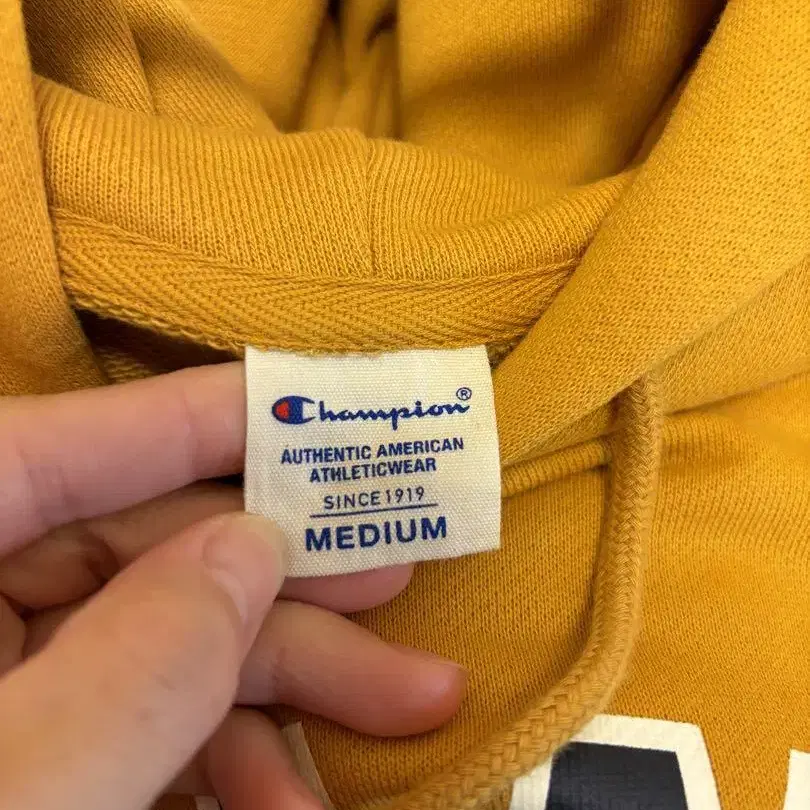 Champion®
AUTHENTIC AMERICAN
ATHLETICWEAR
SINCE 1919
MEDIUM